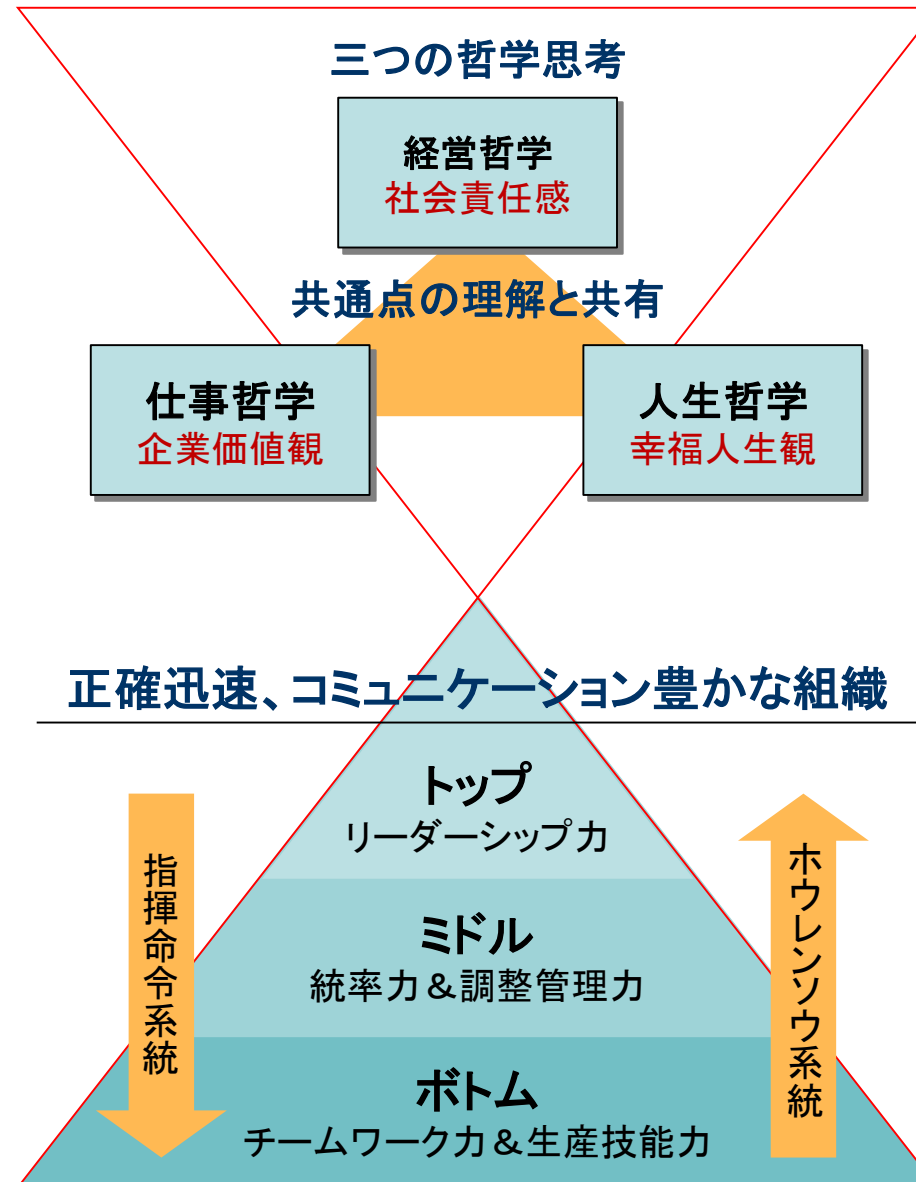 三つの哲学思考
経営哲学
社会責任感
共通点の理解と共有
仕事哲学
企業価値観
人生哲学
幸福人生観
正確迅速、コミュニケーション豊かな組織
トップ
リーダーシップ力
ミドル
統率力＆調整管理力
ボトム
チームワーク力＆生産技能力
指揮命令系統
ホウレンソウ系統